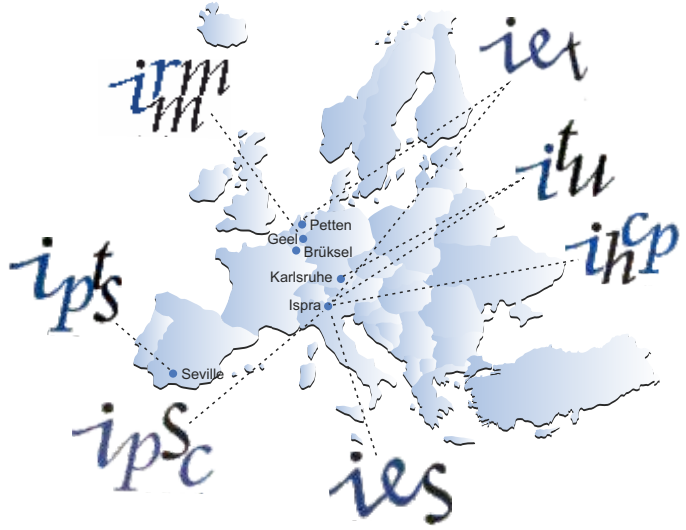 iet
irmm
itu
Petten
ihcp
Geel
Brüksel
ipts
Karlsruhe
Ispra
Seville
ipsc
ies